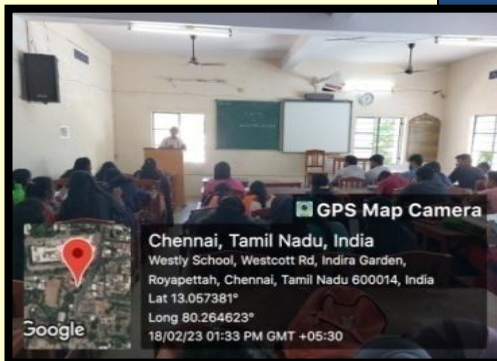 GPS Map Camera
Chennai, Tamil Nadu, India
Westly School, Westcott Rd, Indira Garden,
Royapettah, Chennai, Tamil Nadu 600014, India
Lat 13.057381°
Long 80.264623°
18/02/23 01:33 PM GMT +05:30
Google